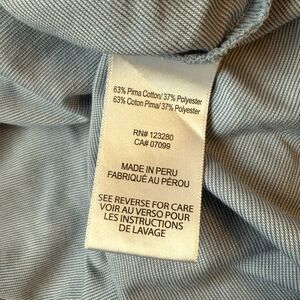 63% Pima Cotton/ 37% Polyester
63% Coton Pima/ 37% Polyester
RN# 123280
CA# 07099
MADE IN PERU
FABRIQUÉ AU PÉROU
SEE REVERSE FOR CARE
VOIR AU VERSO POUR
LES INSTRUCTIONS
DE LAVAGE